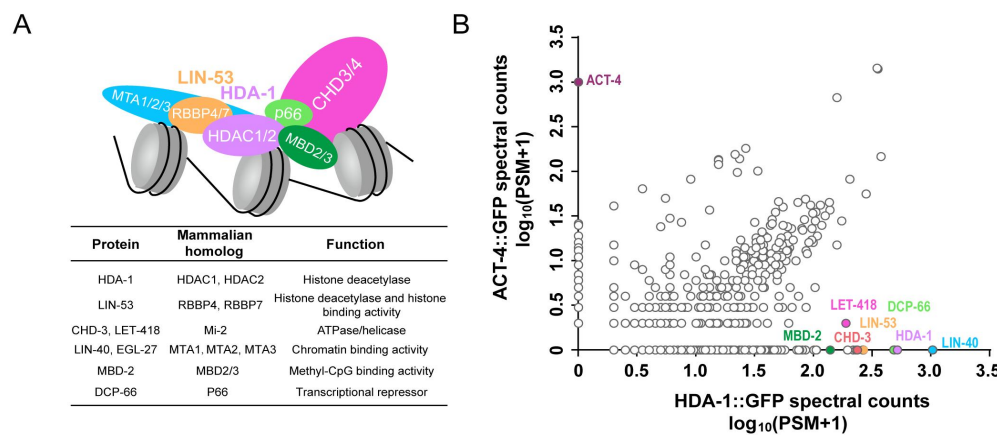 A
LIN-53
HDA-1
MTA1/2/3
RBBP4/7
p66
CHD3/4
HDAC1/2
MBD2/3
Protein Mammalian homolog Function
HDA-1 HDAC1, HDAC2 Histone deacetylase
LIN-53 RBBP4, RBBP7 Histone deacetylase and histone binding activity
CHD-3, LET-418 Mi-2 ATPase/helicase
LIN-40, EGL-27 MTA1, MTA2, MTA3 Chromatin binding activity
MBD-2 MBD2/3 Methyl-CpG binding activity
DCP-66 P66 Transcriptional repressor
B
ACT-4::GFP spectral counts
log10(PSM+1)
3.5
3.0
2.5
2.0
1.5
1.0
0.5
0
ACT-4
LET-418
DCP-66
LIN-53
MBD-2
CHD-3
HDA-1
LIN-40
0 0.5 1.0 1.5 2.0 2.5 3.0 3.5
HDA-1::GFP spectral counts
log10(PSM+1)